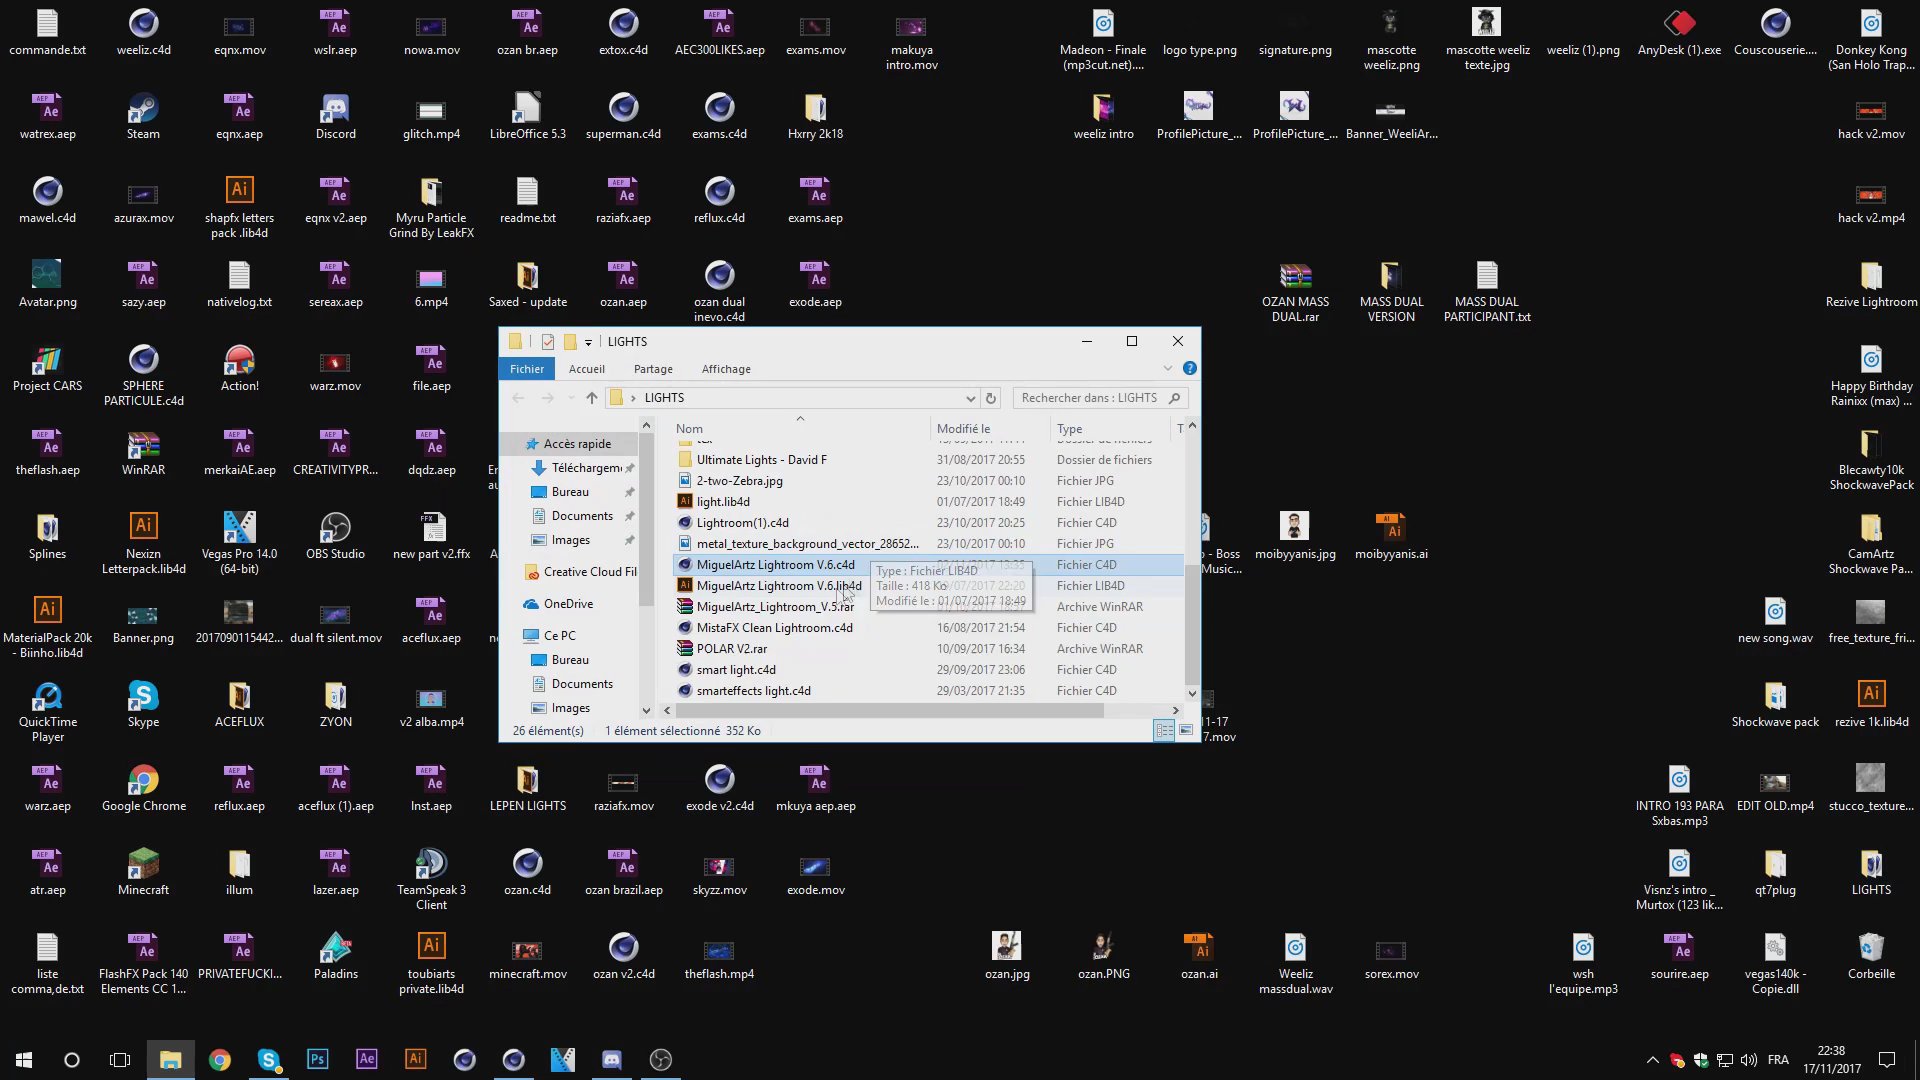 commande.txt
weeliz.c4d
eqnx.mov
wslr.aep
nowa.mov
ozan br.aep
extox.c4d
AEC300LIKES.aep
exams.mov
makuya
intro.mov
Madeon - Finale
(mp3cut.net)....
logo type.png
signature.png
mascotte
weeliz.png
mascotte weeliz
texte.jpg
weeliz (1).png
AnyDesk (1).exe
Couscouserie....
Donkey Kong
(San Holo Trap...
watrex.aep
Steam
eqnx.aep
Discord
glitch.mp4
LibreOffice 5.3
superman.c4d
exams.c4d
Hxrry 2k18
weeliz intro
ProfilePicture_...
ProfilePicture_...
Banner_WeeliAr...
hack v2.mov
mawel.c4d
azurax.mov
shapfx letters
pack .lib4d
eqnx v2.aep
Myru Particle
Grind By LeakFX
readme.txt
raziafx.aep
reflux.c4d
exams.aep
hack v2.mp4
Avatar.png
sazy.aep
nativelog.txt
sereax.aep
6.mp4
Saxed - update
ozan.aep
ozan dual
inevo.c4d
exode.aep
OZAN MASS
DUAL.rar
MASS DUAL
VERSION
MASS DUAL
PARTICIPANT.txt
Rezive Lightroom
Project CARS
SPHERE
PARTICULE.c4d
Action!
warz.mov
file.aep
Happy Birthday
Rainixx (max) ...
theflash.aep
WinRAR
merkaiAE.aep
CREATIVITYPR...
dqdz.aep
Blecawty10k
ShockwavePack
Splines
Nexizn
Letterpack.lib4d
Vegas Pro 14.0
(64-bit)
OBS Studio
new part v2.ffx
o - Boss
Music...
moibyyanis.jpg
moibyyanis.ai
CamArtz
Shockwave Pa...
MaterialPack 20k
- Biinho.lib4d
Banner.png
2017090115442...
dual ft silent.mov
aceflux.aep
new song.wav
free_texture_fri...
QuickTime
Player
Skype
ACEFLUX
ZYON
v2 alba.mp4
11-17
7.mov
Shockwave pack
rezive 1k.lib4d
LIGHTS
Fichier
Accueil
Partage
Affichage
LIGHTS
Rechercher dans : LIGHTS
Accès rapide
Téléchargem
Bureau
Documents
Images
Creative Cloud Fil
OneDrive
Ce PC
Bureau
Documents
Images
Nom
Modifié le
Type
T
Ultimate Lights - David F
31/08/2017 20:55
Dossier de fichiers
2-two-Zebra.jpg
23/10/2017 00:10
Fichier JPG
light.lib4d
01/07/2017 18:49
Fichier LIB4D
Lightroom(1).c4d
23/10/2017 20:25
Fichier C4D
metal_texture_background_vector_28652...
23/10/2017 00:10
Fichier JPG
MiguelArtz Lightroom V.6.c4d
Fichier C4D
MiguelArtz Lightroom V.6.lib4d
Fichier LIB4D
MiguelArtz_Lightroom_V.5.rar
Archive WinRAR
Type : Fichier LIB4D
Taille : 418 Ko
Modifié le : 01/07/2017 18:49
MistaFX Clean Lightroom.c4d
16/08/2017 21:54
Fichier C4D
POLAR V2.rar
10/09/2017 16:34
Archive WinRAR
smart light.c4d
29/09/2017 23:06
Fichier C4D
smarteffects light.c4d
29/03/2017 21:35
Fichier C4D
26 élément(s)
1 élément sélectionné 352 Ko
warz.aep
Google Chrome
reflux.aep
aceflux (1).aep
Inst.aep
LEPEN LIGHTS
raziafx.mov
exode v2.c4d
mkuya aep.aep
INTRO 193 PARA
Sxbas.mp3
EDIT OLD.mp4
stucco_texture...
atr.aep
Minecraft
illum
lazer.aep
TeamSpeak 3
Client
ozan.c4d
ozan brazil.aep
skyzz.mov
exode.mov
Visnz's intro _
Murtox (123 lik...
qt7plug
LIGHTS
liste
comma,de.txt
FlashFX Pack 140
Elements CC 1...
PRIVATEFUCKI...
Paladins
toubiarts
private.lib4d
minecraft.mov
ozan v2.c4d
theflash.mp4
ozan.jpg
ozan.PNG
ozan.ai
Weeliz
massdual.wav
sorex.mov
wsh
l'equipe.mp3
sourire.aep
vegas140k -
Copie.dll
Corbeille
FRA
22:38
17/11/2017